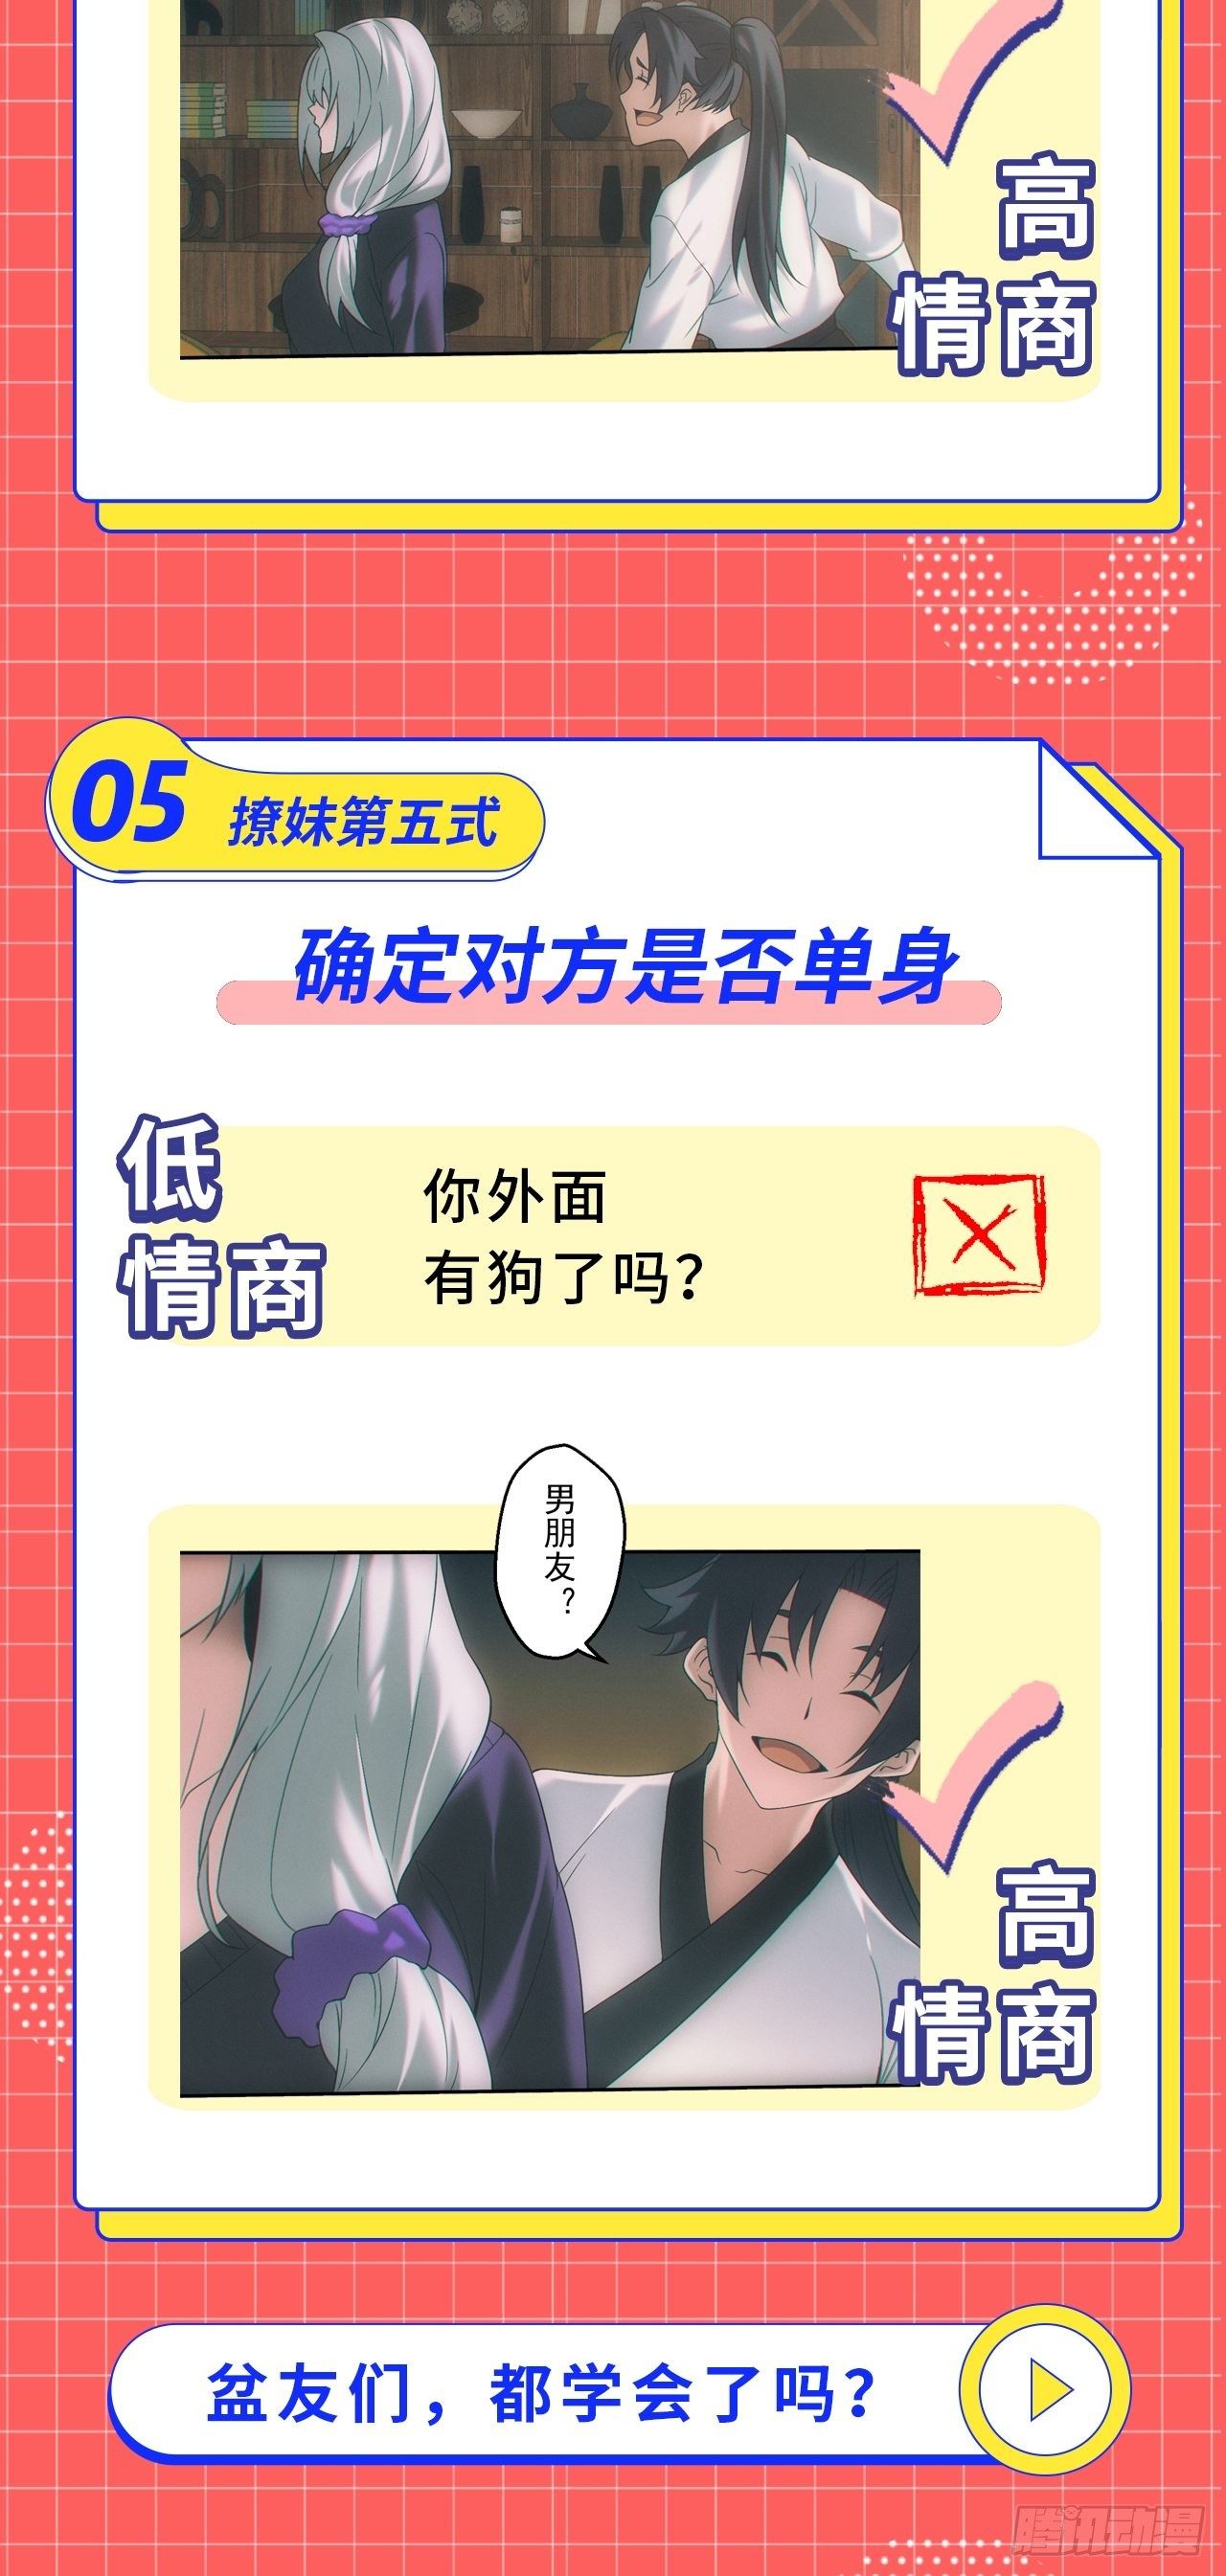 高
情商
05 撩妹第五式
确定对方是否单身
低
情商
你外面
有狗了吗？
男朋友？
高
情商
盆友们，都学会了吗？
腾讯动漫